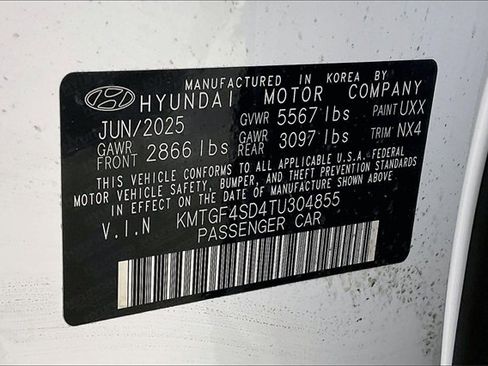 MANUFACTURED IN KOREA BY
HYUNDAI MOTOR COMPANY
JUN/2025 GVWR 5567 lbs PAINT UXX
GAWR FRONT 2866 lbs GAWR REAR 3097 lbs TRIM NX4
THIS VEHICLE CONFORMS TO ALL APPLICABLE U.S.A. FEDERAL
MOTOR VEHICLE SAFETY, BUMPER, AND THEFT PREVENTION STANDARDS
IN EFFECT ON THE DATE OF MANUFACTURE SHOWN ABOVE.
V.I.N KMTGF4SD4TU304855
PASSENGER CAR